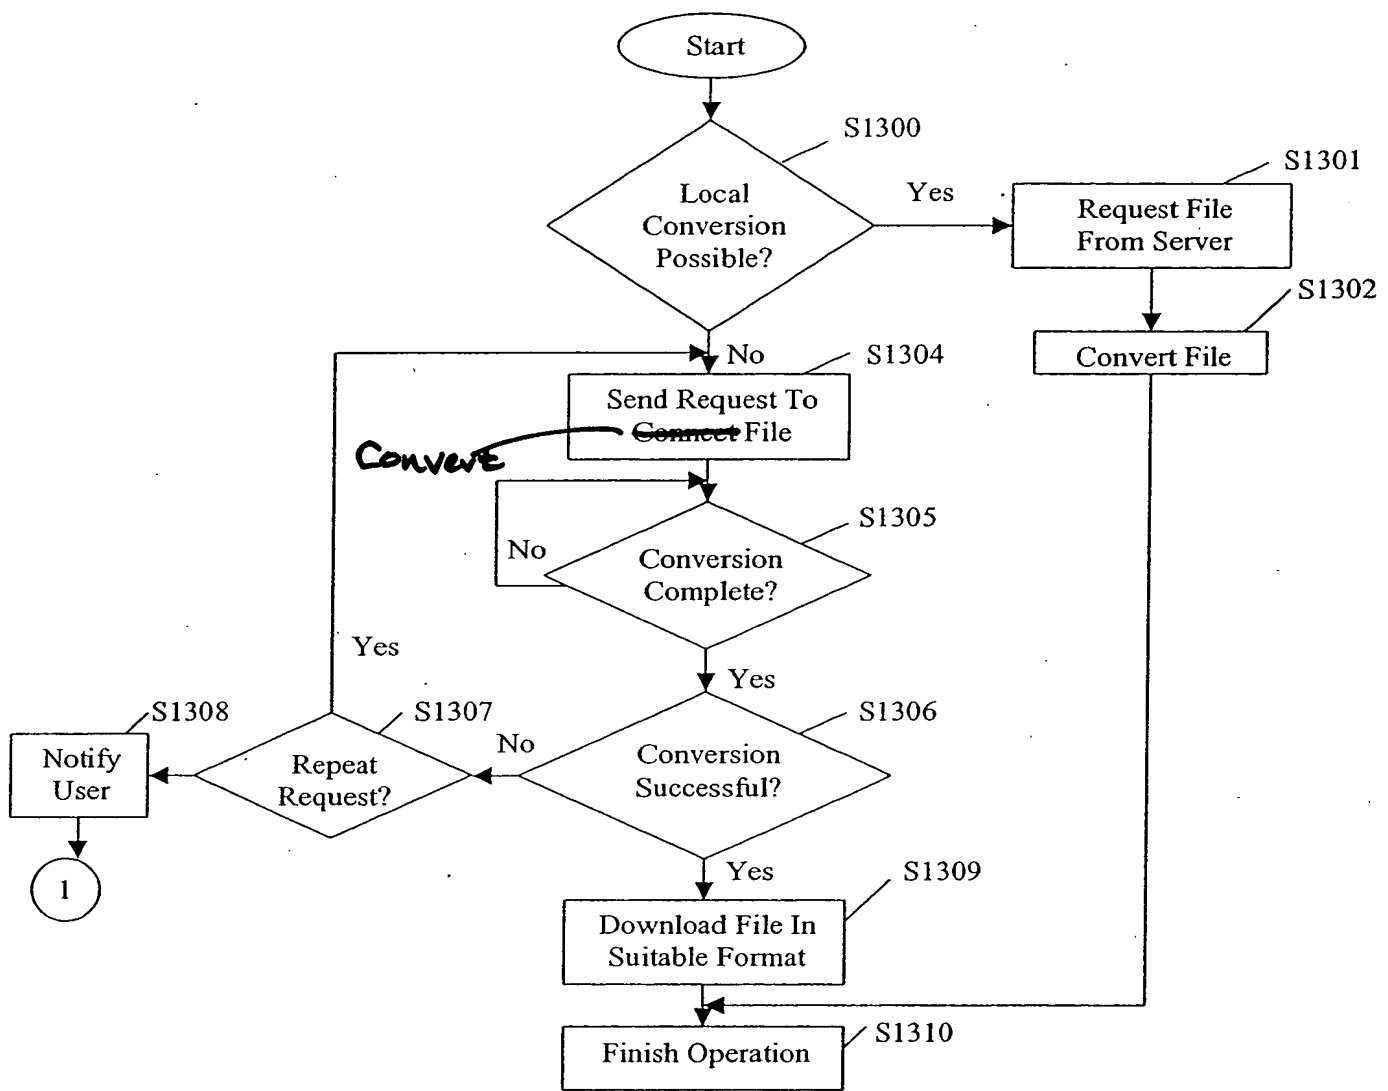 Start
S1300
Local
Conversion
Possible?
Yes
S1301
Request File
From Server
S1302
Convert File
No
S1304
Send Request To
Connect File
Convert
S1305
No
Conversion
Complete?
Yes
Yes
S1306
Conversion
Successful?
No
S1307
Repeat
Request?
S1308
Notify
User
1
Yes
S1309
Download File In
Suitable Format
S1310
Finish Operation